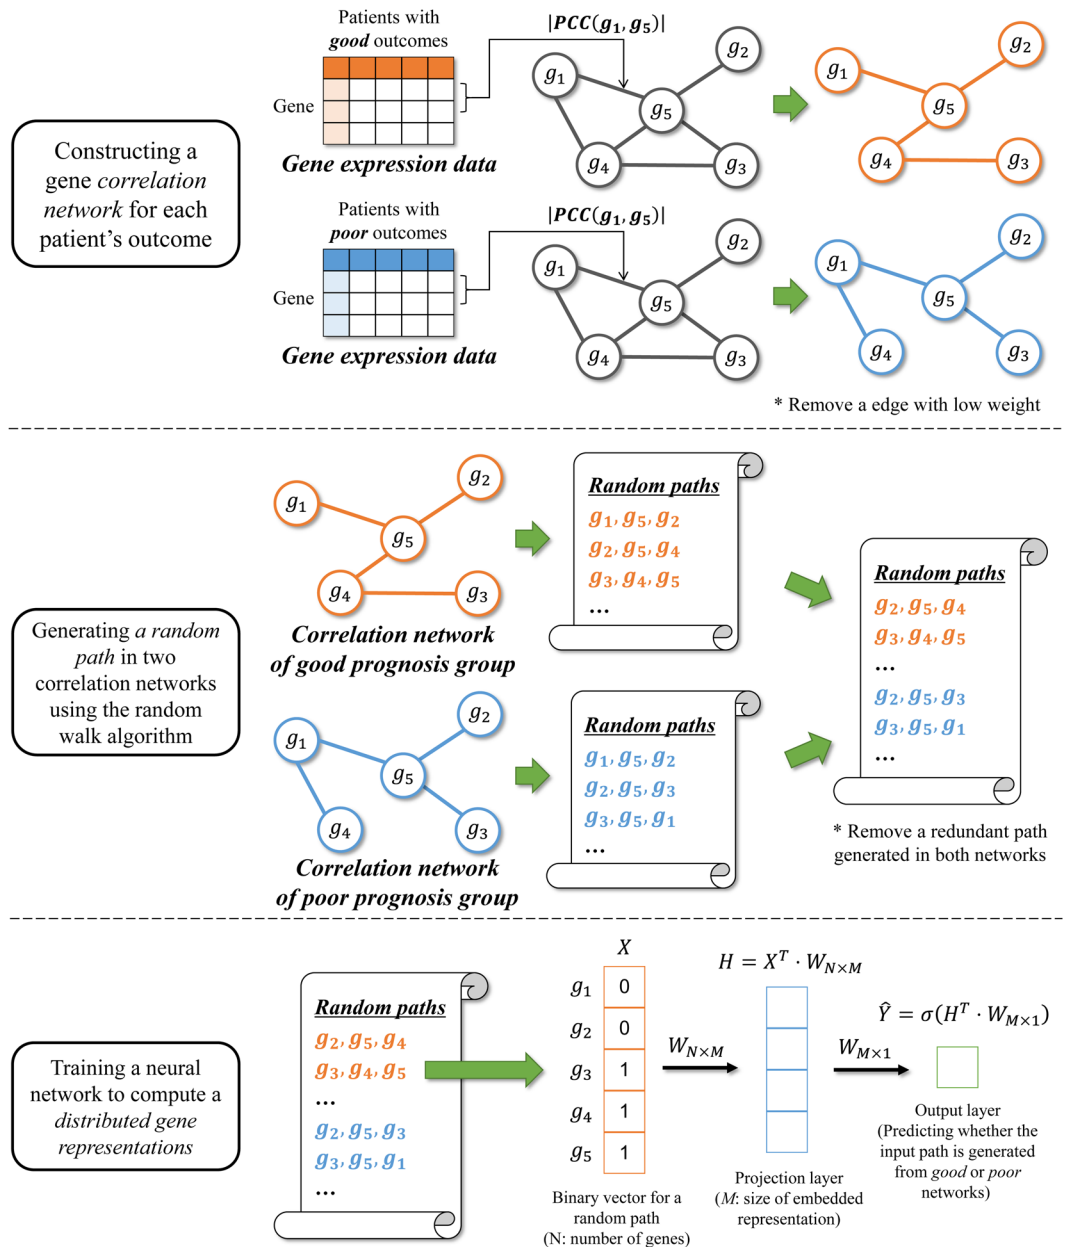 Constructing a
gene correlation
network for each
patient's outcome
Patients with
good outcomes
Gene
Gene expression data
|PCC(g₁, g₅)|
g₁
g₂
g₅
g₄
g₃
g₁
g₂
g₅
g₄
g₃
Patients with
poor outcomes
Gene
Gene expression data
|PCC(g₁, g₅)|
g₁
g₂
g₅
g₄
g₃
g₁
g₂
g₅
g₄
g₃
* Remove a edge with low weight
Generating a random
path in two
correlation networks
using the random
walk algorithm
g₁
g₂
g₅
g₄
g₃
Correlation network
of good prognosis group
Random paths
g₁, g₅, g₂
g₂, g₅, g₄
g₃, g₄, g₅
...
g₁
g₂
g₅
g₄
g₃
Correlation network
of poor prognosis group
Random paths
g₁, g₅, g₂
g₂, g₅, g₃
g₃, g₅, g₁
...
Random paths
g₂, g₅, g₄
g₃, g₄, g₅
...
g₂, g₅, g₃
g₃, g₅, g₁
...
* Remove a redundant path
generated in both networks
Training a neural
network to compute a
distributed gene
representations
Random paths
g₂, g₅, g₄
g₃, g₄, g₅
...
g₂, g₅, g₃
g₃, g₅, g₁
...
X
g₁ 0
g₂ 0
g₃ 1
g₄ 1
g₅ 1
Binary vector for a
random path
(N: number of genes)
W_{N×M}
H = X^T · W_{N×M}
Projection layer
(M: size of embedded
representation)
W_{M×1}
Ŷ = σ(H^T · W_{M×1})
Output layer
(Predicting whether the
input path is generated
from good or poor
networks)